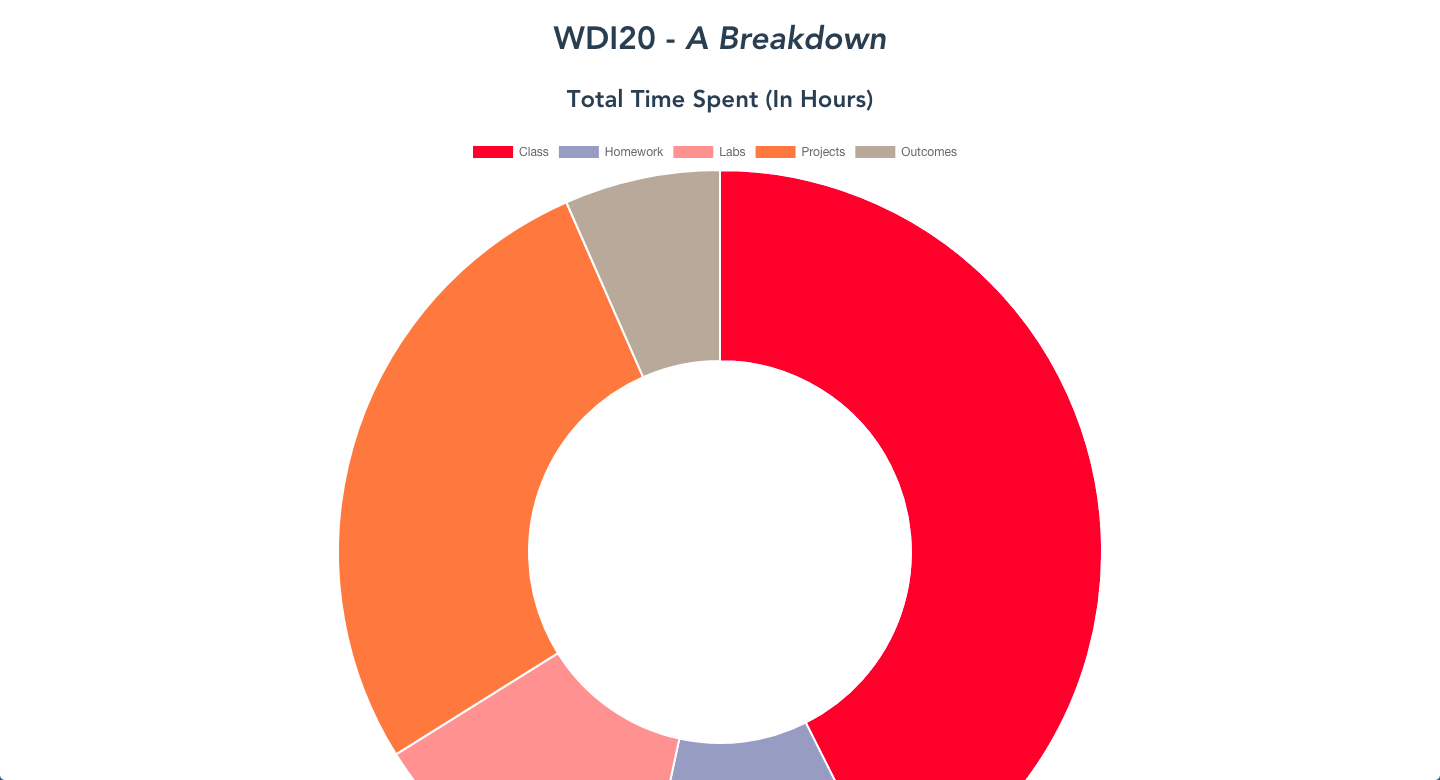 WDI20 - A Breakdown
Total Time Spent (In Hours)
Class Homework Labs Projects Outcomes